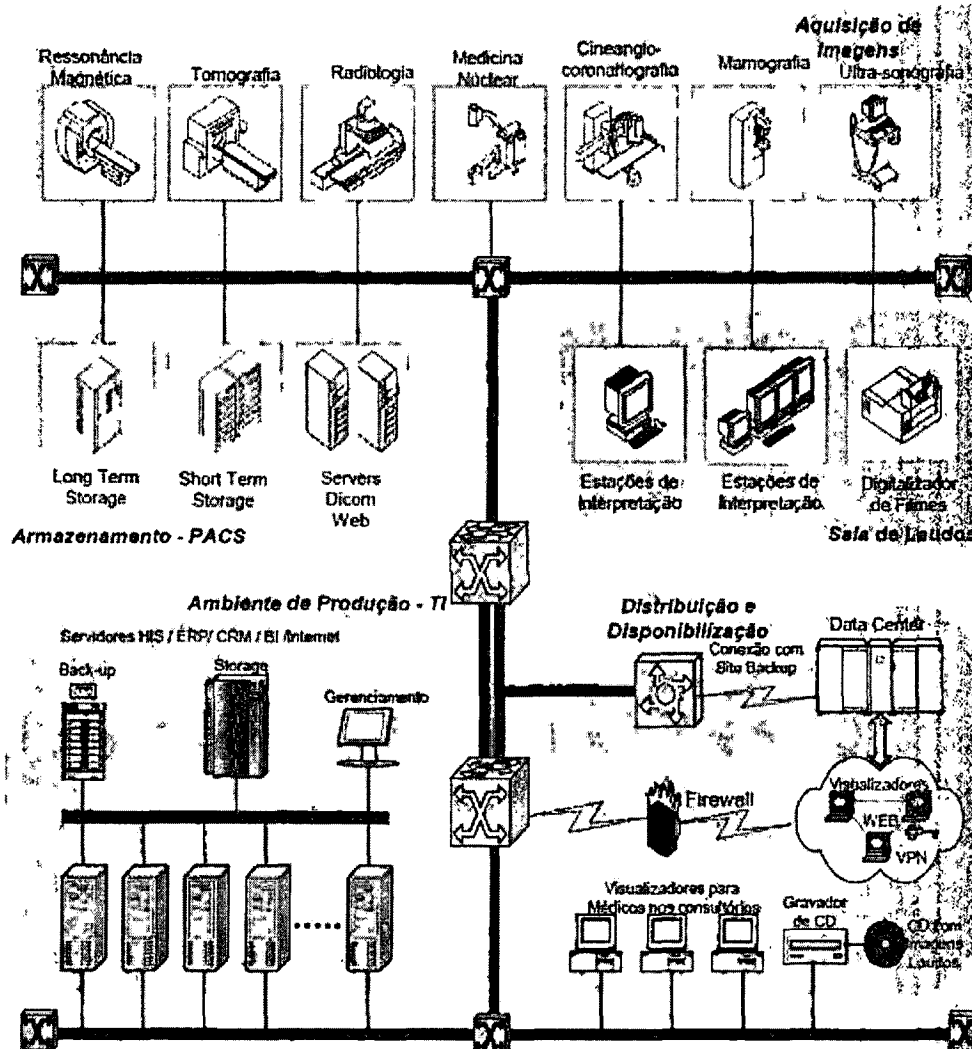 Aquisição de
Imagens
Ressonância
Magnética
Tomografia
Radiologia
Medicina
Núclear
Cineangio-
coronariografia
Mamografia
Ultra-sonografia
Long Term
Storage
Short Term
Storage
Servers
Dicom
Web
Estações de
Interpretação
Estações de
Interpretação
Digitalizador
de Filmes
Armazenamento - PACS
Sala de Laudos
Ambiente de Produção - TI
Servidores HIS / ERP/ CRM / BI /Internet
Back-up
Storage
Gerenciamento
Distribuição e
Disponibilização
Conexão com
Site Backup
Data Center
Firewall
Visualizadores
WEB
VPN
Visualizadores para
Médicos nos consultórios
Gravador
de CD
CD com
Imagens
Laudos